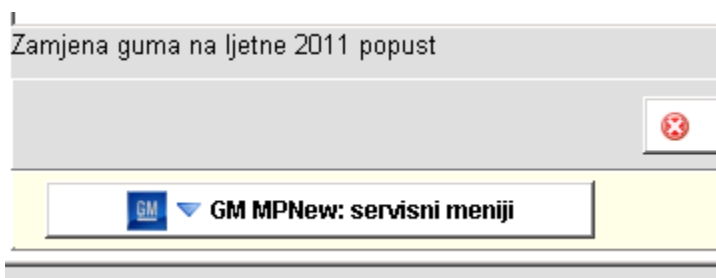 Zamjena guma na ljetne 2011 popust
GM GM MPNew: servisni meniji